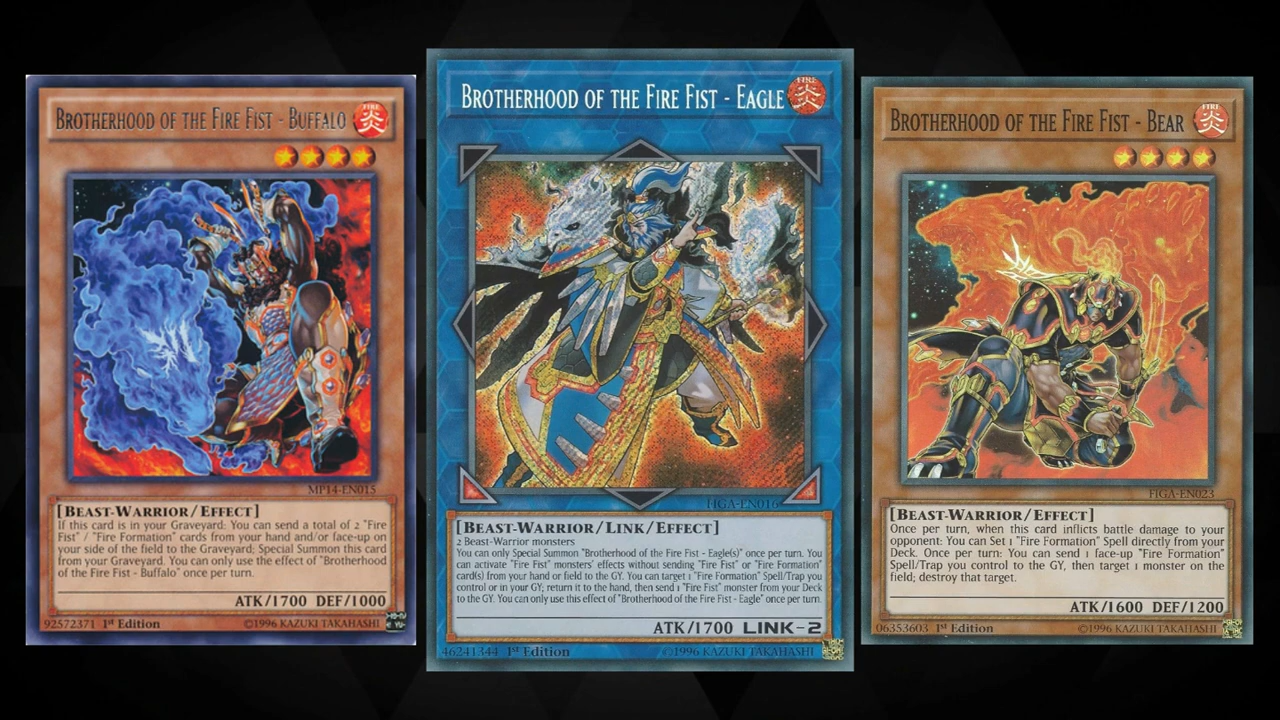 BROTHERHOOD OF THE FIRE FIST - BUFFALO
FIRE
炎
MP14-EN015
[BEAST-WARRIOR/EFFECT]
If this card is in your Graveyard: You can send a total of 2 "Fire
Fist" / "Fire Formation" cards from your hand and/or face-up on
your side of the field to the Graveyard; Special Summon this card
from your Graveyard. You can only use the effect of "Brotherhood
of the Fire Fist - Buffalo" once per turn.
ATK/1700 DEF/1000
92572371 1st Edition ©1996 KAZUKI TAKAHASHI
BROTHERHOOD OF THE FIRE FIST - EAGLE
FIRE
炎
FIGA-EN016
[BEAST-WARRIOR/LINK/EFFECT]
2 Beast-Warrior monsters
You can only Special Summon "Brotherhood of the Fire Fist - Eagle(s)" once per turn. You
can activate "Fire Fist" monsters' effects without sending "Fire Fist" or "Fire Formation"
card(s) from your hand or field to the GY. You can target 1 "Fire Formation" Spell/Trap you
control or in your GY; return it to the hand, then send 1 "Fire Fist" monster from your Deck
to the GY. You can only use this effect of "Brotherhood of the Fire Fist - Eagle" once per turn.
ATK/1700 LINK-2
46241344 1st Edition ©1996 KAZUKI TAKAHASHI
BROTHERHOOD OF THE FIRE FIST - BEAR
FIRE
炎
FIGA-EN023
[BEAST-WARRIOR/EFFECT]
Once per turn, when this card inflicts battle damage to your
opponent: You can Set 1 "Fire Formation" Spell directly from your
Deck. Once per turn: You can send 1 face-up "Fire Formation"
Spell/Trap you control to the GY, then target 1 monster on the
field; destroy that target.
ATK/1600 DEF/1200
06353603 1st Edition ©1996 KAZUKI TAKAHASHI